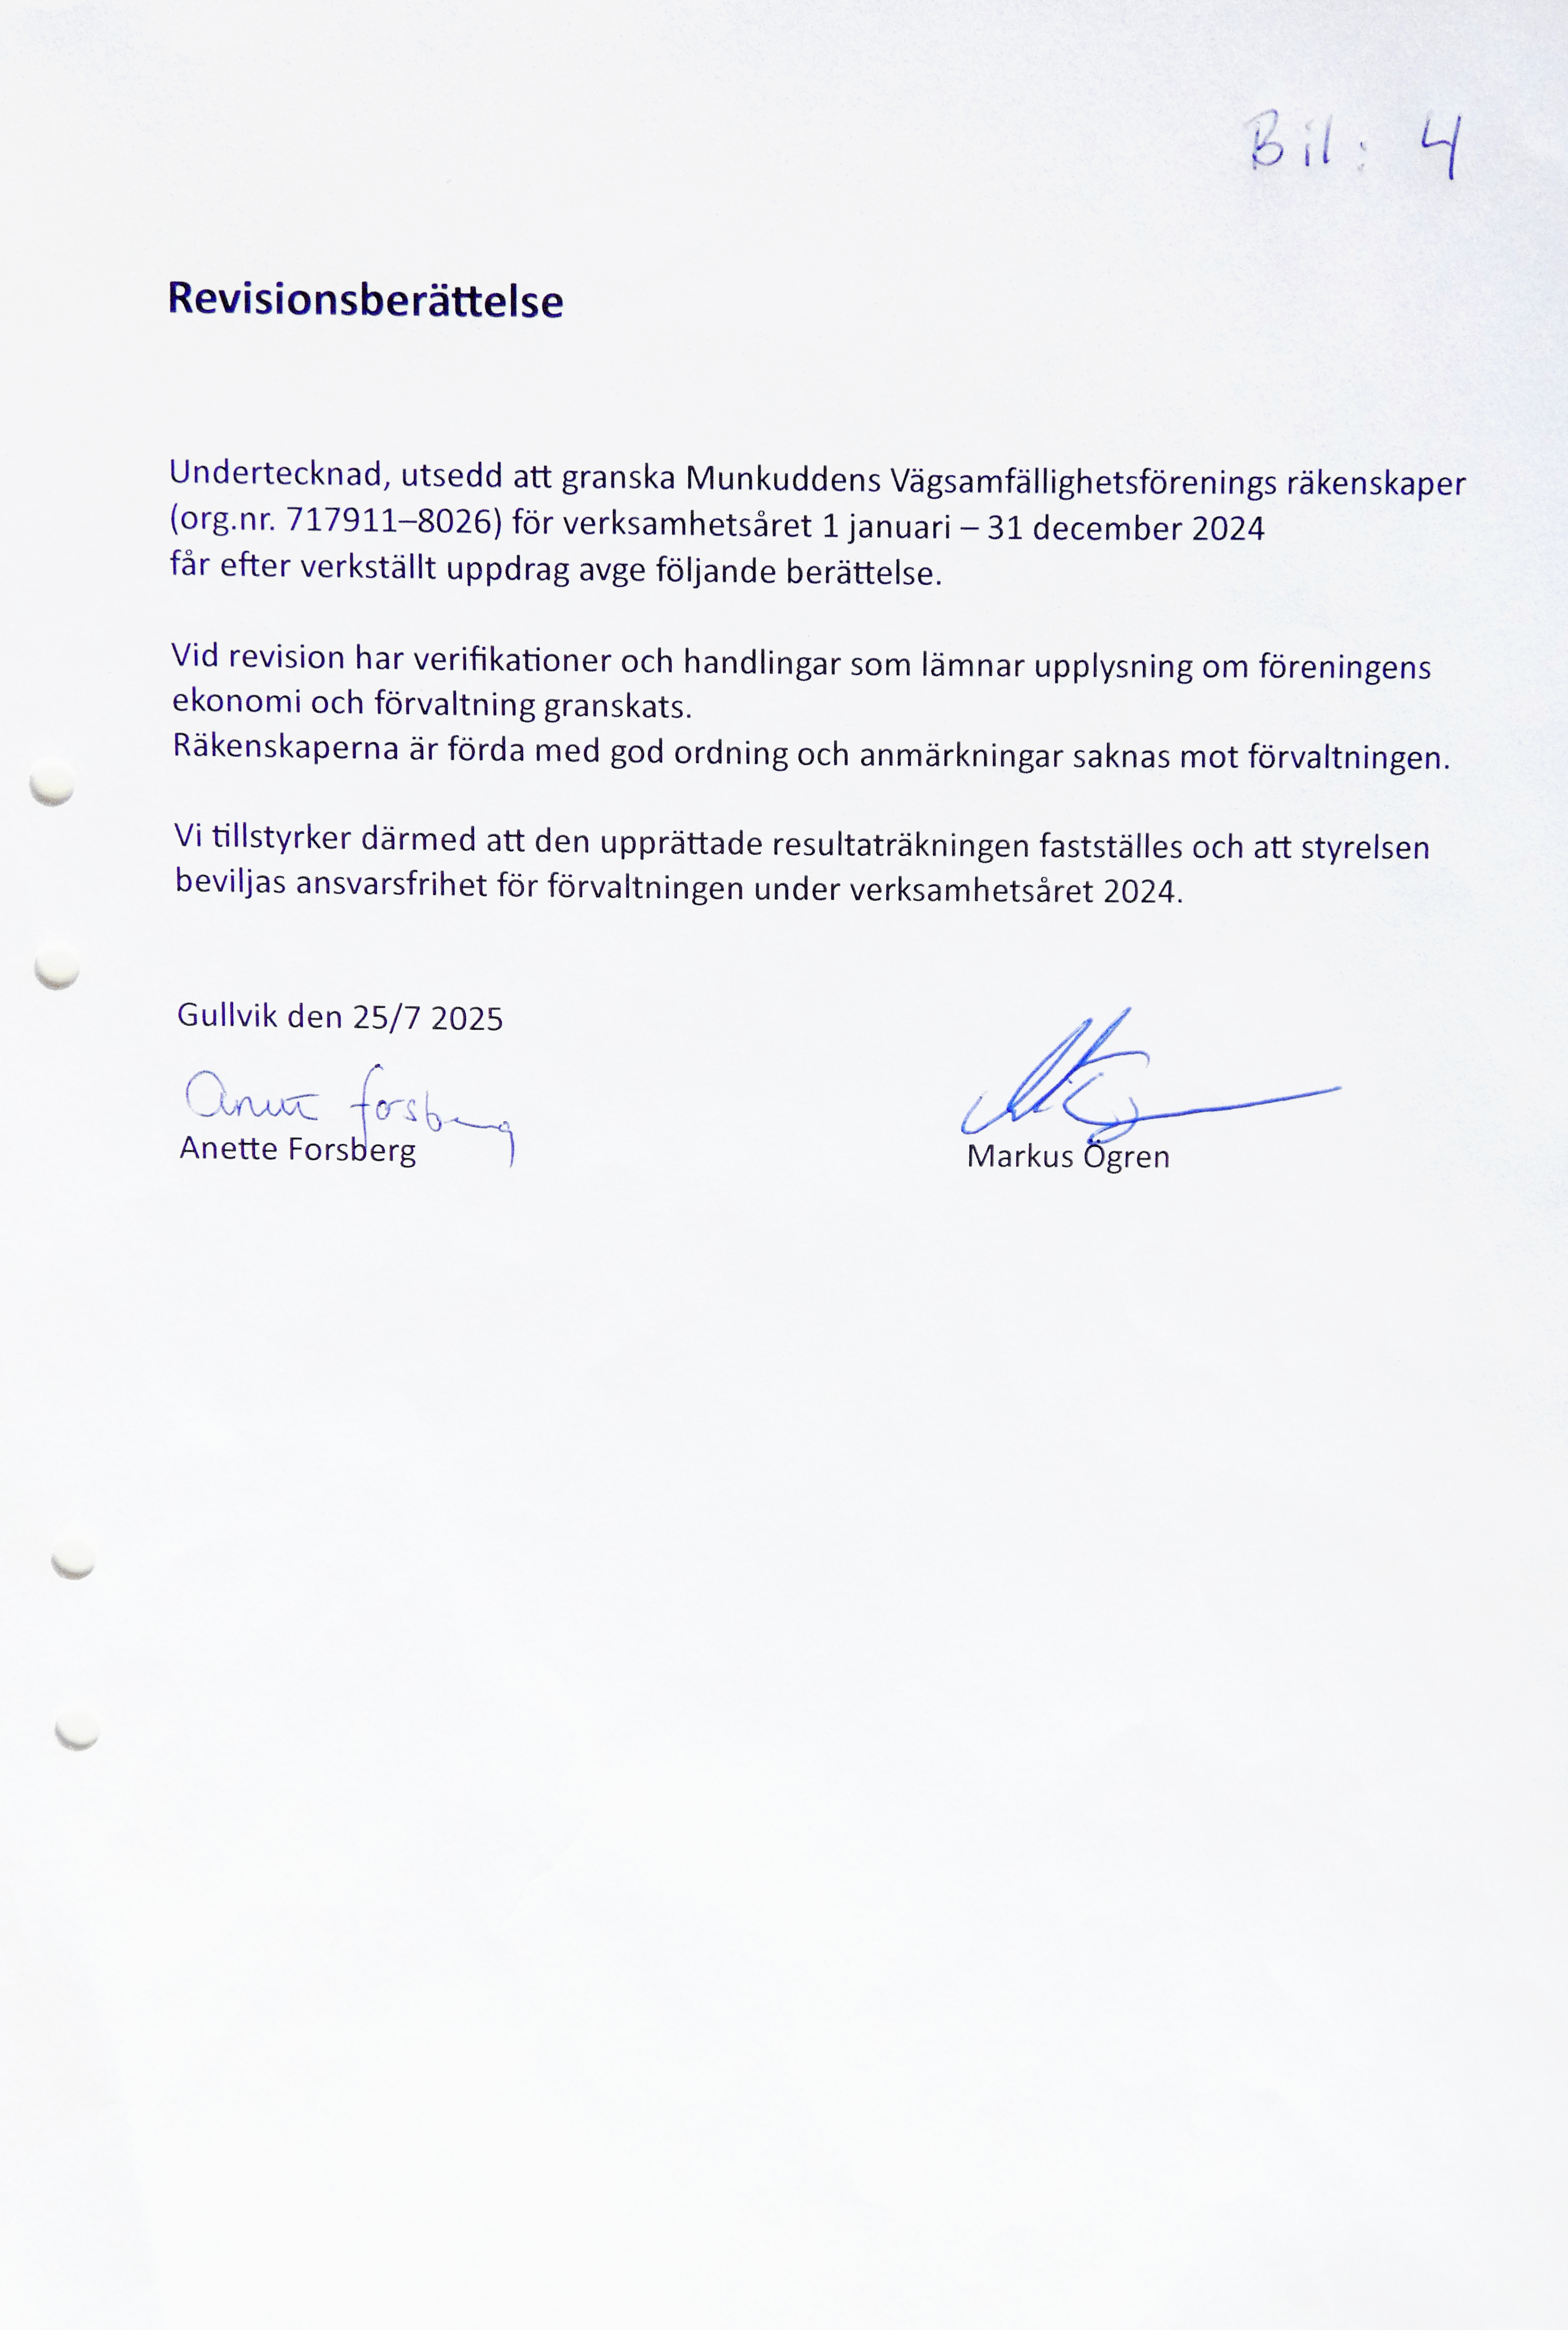 Bil: 4
Revisionsberättelse
Undertecknad, utsedd att granska Munkuddens Vägsamfällighetsförenings räkenskaper
(org.nr. 717911–8026) för verksamhetsåret 1 januari – 31 december 2024
får efter verkställt uppdrag avge följande berättelse.
Vid revision har verifikationer och handlingar som lämnar upplysning om föreningens
ekonomi och förvaltning granskats.
Räkenskaperna är förda med god ordning och anmärkningar saknas mot förvaltningen.
Vi tillstyrker därmed att den upprättade resultaträkningen fastställes och att styrelsen
beviljas ansvarsfrihet för förvaltningen under verksamhetsåret 2024.
Gullvik den 25/7 2025
Anette Forsberg
Anette Forsberg
Markus Ögren